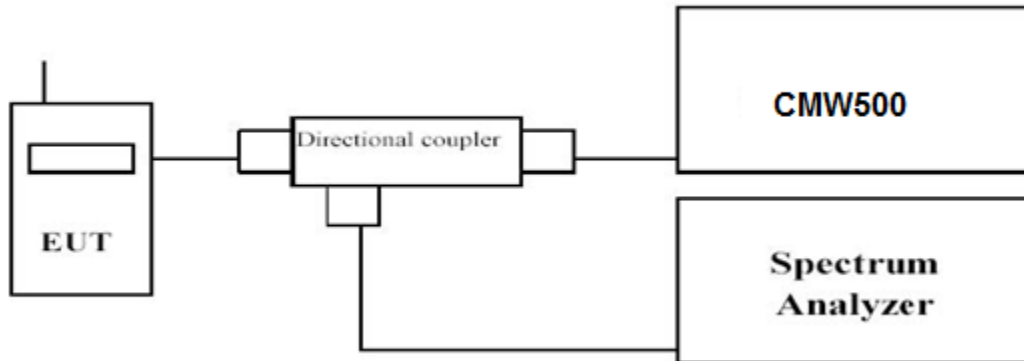 CMW500
Directional coupler
EUT
Spectrum
Analyzer